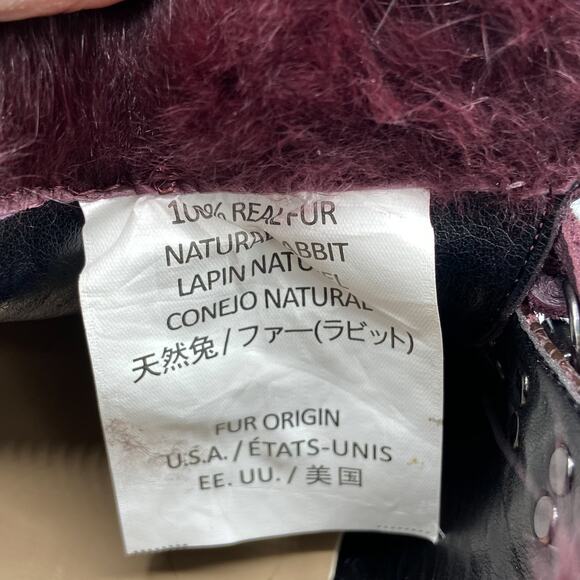 100% REAL FUR
NATURAL RABBIT
LAPIN NATUREL
CONEJO NATURAL
天然兔/ファー(ラビット)
FUR ORIGIN
U.S.A. / ÉTATS-UNIS
EE. UU. / 美国